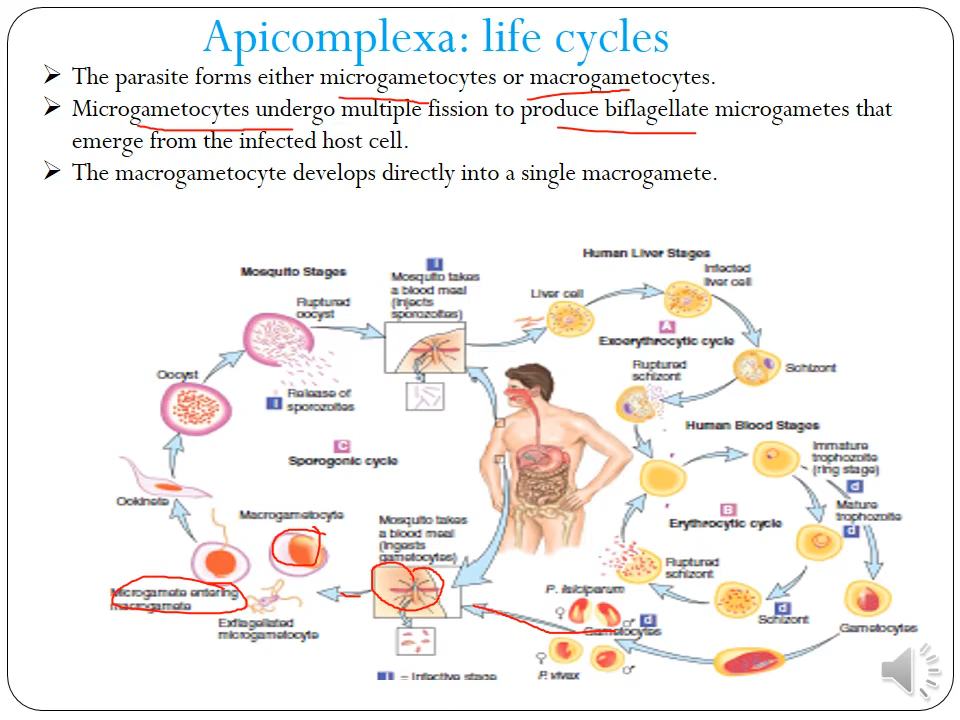 Apicomplexa: life cycles
The parasite forms either microgametocytes or macrogametocytes.
Microgametocytes undergo multiple fission to produce biflagellate microgametes that
emerge from the infected host cell.
The macrogametocyte develops directly into a single macrogamete.
Mosquito Stages
i
Mosquito takes
a blood meal
(injects
sporozoites)
Human Liver Stages
Liver cell
Infected
liver cell
A
Exoerythrocytic cycle
Ruptured
schizont
Schizont
Ruptured
oocyst
Oocyst
i
Release of
sporozoites
C
Sporogonic cycle
Ookinete
Macrogametocyte
Microgamete entering
macrogamete
Exflagellated
microgametocyte
Mosquito takes
a blood meal
(ingests
gametocytes)
Human Blood Stages
Immature
trophozoite
(ring stage)
d
Mature
trophozoite
d
B
Erythrocytic cycle
Ruptured
schizont
d
Schizont
Gametocytes
P. falciparum
♀
♂
d
Gametocytes
♀
♂
P. vivax
i = Infective stage